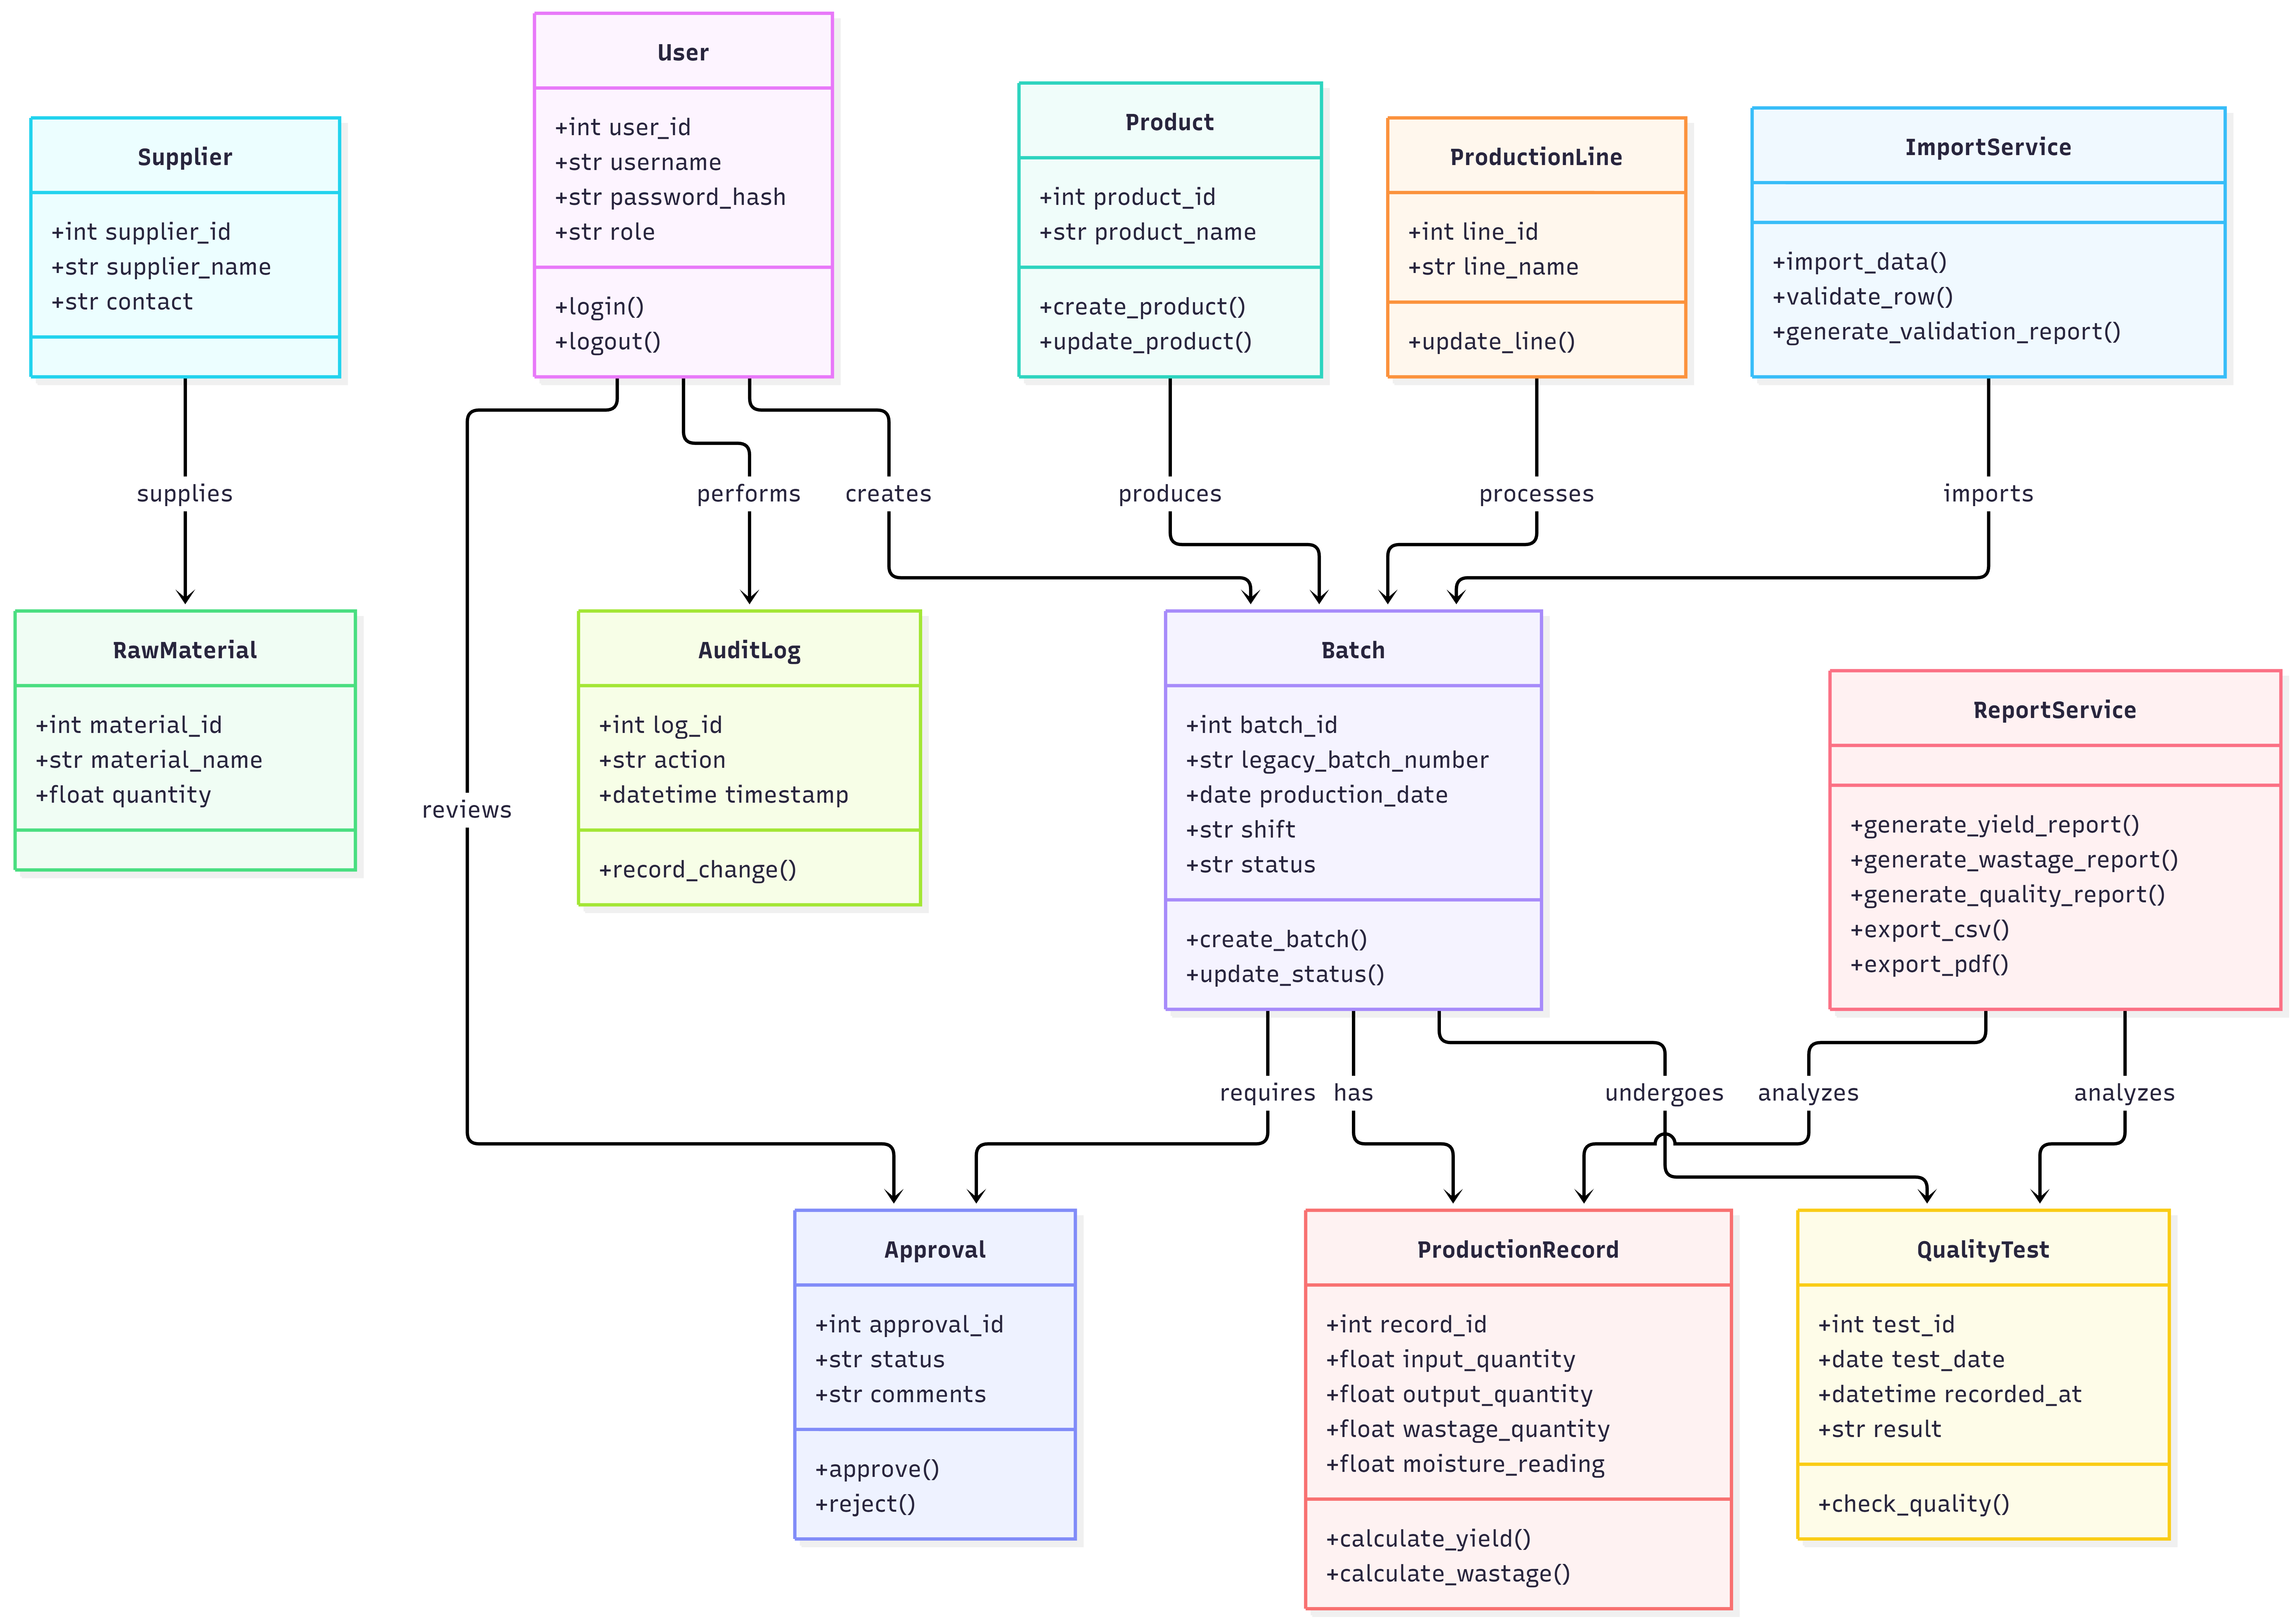 User
+int user_id
+str username
+str password_hash
+str role
+login()
+logout()
Product
+int product_id
+str product_name
+create_product()
+update_product()
Supplier
+int supplier_id
+str supplier_name
+str contact
ProductionLine
+int line_id
+str line_name
+update_line()
ImportService
+import_data()
+validate_row()
+generate_validation_report()
supplies
performs
creates
produces
processes
imports
RawMaterial
+int material_id
+str material_name
+float quantity
reviews
AuditLog
+int log_id
+str action
+datetime timestamp
+record_change()
Batch
+int batch_id
+str legacy_batch_number
+date production_date
+str shift
+str status
+create_batch()
+update_status()
ReportService
+generate_yield_report()
+generate_wastage_report()
+generate_quality_report()
+export_csv()
+export_pdf()
requires
has
undergoes
analyzes
analyzes
Approval
+int approval_id
+str status
+str comments
+approve()
+reject()
ProductionRecord
+int record_id
+float input_quantity
+float output_quantity
+float wastage_quantity
+float moisture_reading
+calculate_yield()
+calculate_wastage()
QualityTest
+int test_id
+date test_date
+datetime recorded_at
+str result
+check_quality()